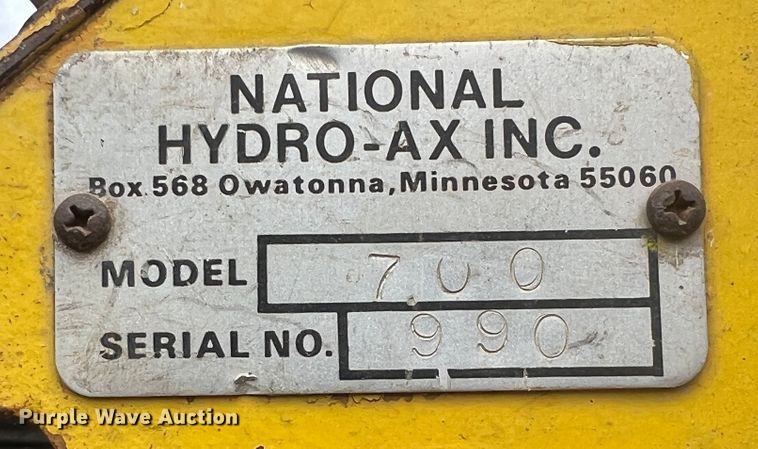 NATIONAL
HYDRO-AX INC.
Box 568 Owatonna, Minnesota 55060
MODEL 700
SERIAL NO. 990
Purple Wave Auction